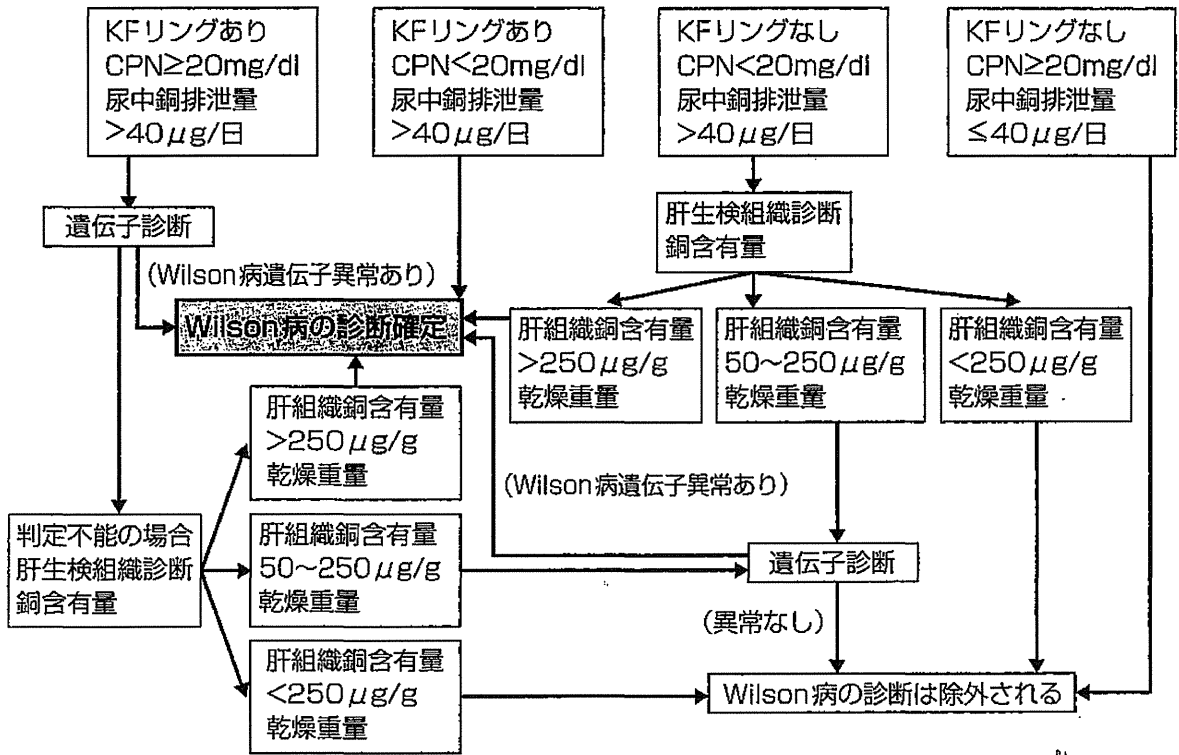 KFリングあり
CPN≥20mg/dl
尿中銅排泄量
>40μg/日
KFリングあり
CPN<20mg/dl
尿中銅排泄量
>40μg/日
KFリングなし
CPN<20mg/dl
尿中銅排泄量
>40μg/日
KFリングなし
CPN≥20mg/dl
尿中銅排泄量
≤40μg/日
遺伝子診断
肝生検組織診断
銅含有量
(Wilson病遺伝子異常あり)
Wilson病の診断確定
肝組織銅含有量
>250μg/g
乾燥重量
肝組織銅含有量
50〜250μg/g
乾燥重量
肝組織銅含有量
<250μg/g
乾燥重量
肝組織銅含有量
>250μg/g
乾燥重量
(Wilson病遺伝子異常あり)
判定不能の場合
肝生検組織診断
銅含有量
肝組織銅含有量
50〜250μg/g
乾燥重量
遺伝子診断
(異常なし)
肝組織銅含有量
<250μg/g
乾燥重量
Wilson病の診断は除外される